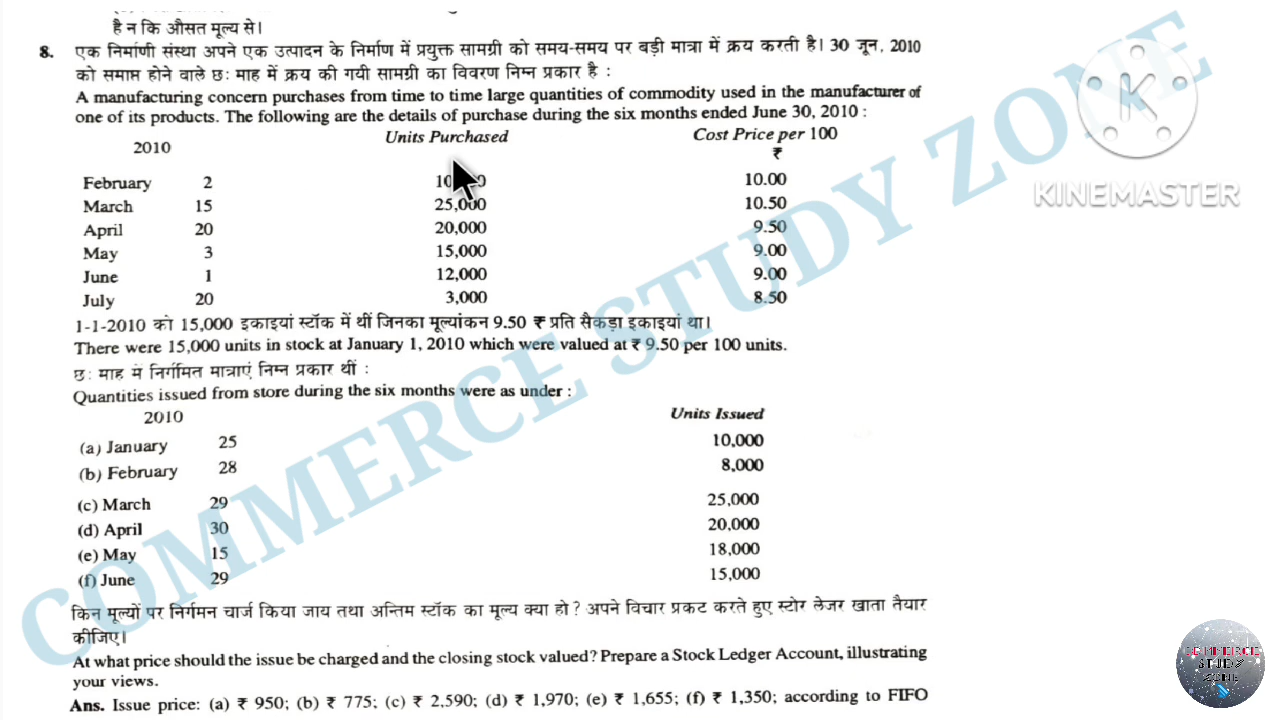 है न कि औसत मूल्य से।
8. एक निर्माणी संस्था अपने एक उत्पादन के निर्माण में प्रयुक्त सामग्री को समय-समय पर बड़ी मात्रा में क्रय करती है। 30 जून, 2010
को समाप्त होने वाले छः माह में क्रय की गयी सामग्री का विवरण निम्न प्रकार है :
A manufacturing concern purchases from time to time large quantities of commodity used in the manufacturer of
one of its products. The following are the details of purchase during the six months ended June 30, 2010 :
2010 Units Purchased Cost Price per 100
₹
February 2 10.00
March 15 25,000 10.50
April 20 20,000 9.50
May 3 15,000 9.00
June 1 12,000 9.00
July 20 3,000 8.50
1-1-2010 को 15,000 इकाइयां स्टॉक में थीं जिनका मूल्यांकन 9.50 ₹ प्रति सैकड़ा इकाइयां था।
There were 15,000 units in stock at January 1, 2010 which were valued at ₹ 9.50 per 100 units.
छः माह में निर्गमित मात्राएं निम्न प्रकार थीं :
Quantities issued from store during the six months were as under :
2010 Units Issued
(a) January 25 10,000
(b) February 28 8,000
(c) March 29 25,000
(d) April 30 20,000
(e) May 15 18,000
(f) June 29 15,000
किन मूल्यों पर निर्गमन चार्ज किया जाय तथा अन्तिम स्टॉक का मूल्य क्या हो ? अपने विचार प्रकट करते हुए स्टोर लेजर खाता तैयार
कीजिए।
At what price should the issue be charged and the closing stock valued? Prepare a Stock Ledger Account, illustrating
your views.
Ans. Issue price: (a) ₹ 950; (b) ₹ 775; (c) ₹ 2,590; (d) ₹ 1,970; (e) ₹ 1,655; (f) ₹ 1,350; according to FIFO
COMMERCE STUDY ZONE
K
KINEMASTER
COMMERCE
STUDY
ZONE